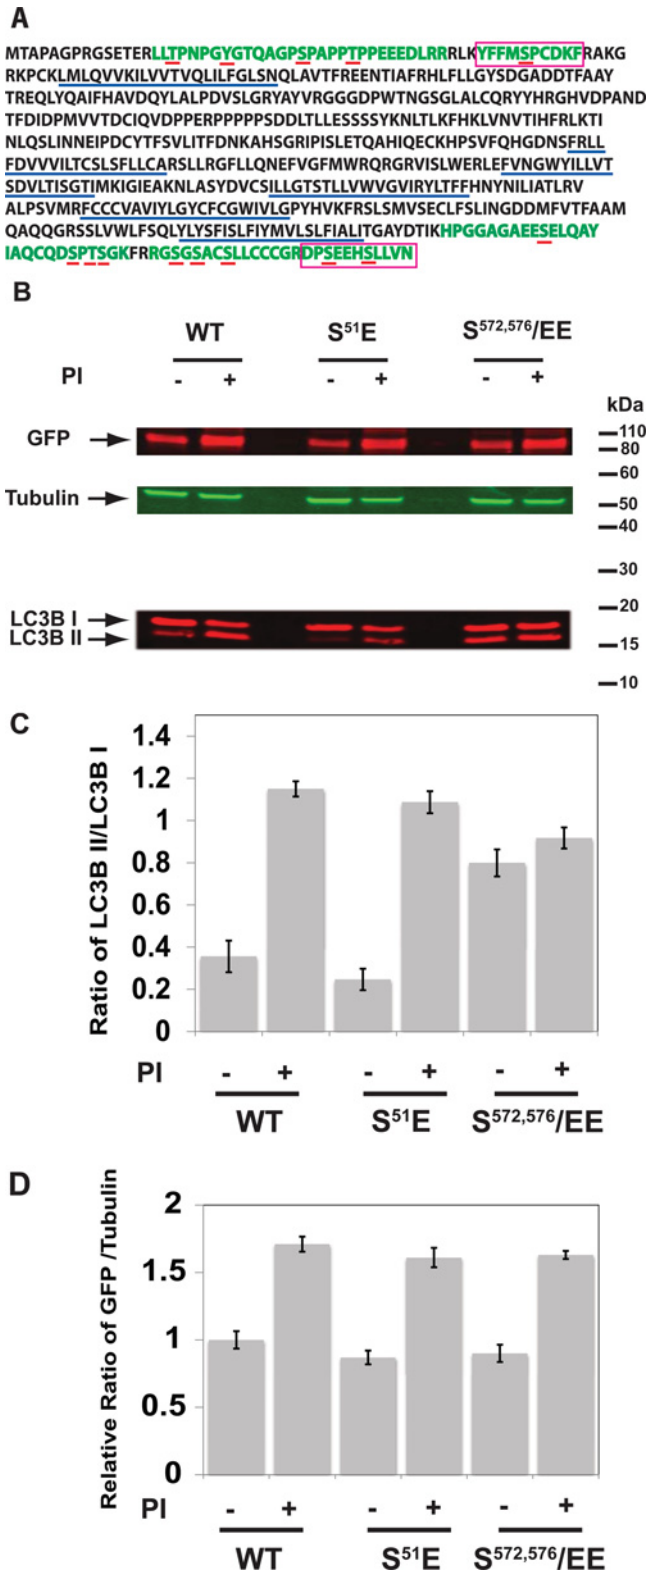 A
MTAPAGPRGSETERLLTPNPGYGTQAGPSPAPPTPPEEEDLRRRLKYFFMSPCDKFRAKG
RKPCKLMLQVVKILVVTVQLILFGLSNQLAVTFREENTIAFRHLFLLGYSDGADDTFAAY
TREQLYQAIFHAVDQYLALPDVSLGRYAYVRGGGDPWTNGSGLALCQRYYHRGHVDPAND
TFDIDPMVVTDCIQVDPPERPPPPPSDDLTLLESSSSYKNLTLKFHKLVNVTIHFRLKTI
NLQSLINNEIPDCYTFSVLITFDNKAHSGRIPISLETQAHIQECKHPSVFQHGDNSFRLL
FDVVVILTCSLSFLLCARSLLRGFLLQNEFVGFMWRQRGRVISLWERLEFVNGWYILLVT
SDVLTISGTIMKIGIEAKNLASYDVCSILLGTSTLLVWVGVIRYLTFFHNYNILIATLRV
ALPSVMRFCCCVAVIYLGYCFCGWIVLGPYHVKFRSLSMVSECLFSLINGDDMFVTFAAM
QAQQGRSSLVWLFSQLYLYSFISLFIYMVLSLFIALITGAYDTIKHPGGAGAEESELQAY
IAQCQDSPTSGKFRRGSGSACSLLCCCGRDPSEEHSLLVN
B
WT S51E S572,576/EE
PI - + - + - +
kDa
GFP
110
80
60
Tubulin
50
40
30
20
LC3B I
LC3B II
15
10
C
Ratio of LC3B II/LC3B I
1.4
1.2
1
0.8
0.6
0.4
0.2
0
PI - + - + - +
WT S51E S572,576/EE
D
Relative Ratio of GFP /Tubulin
2
1.5
1
0.5
0
PI - + - + - +
WT S51E S572,576/EE